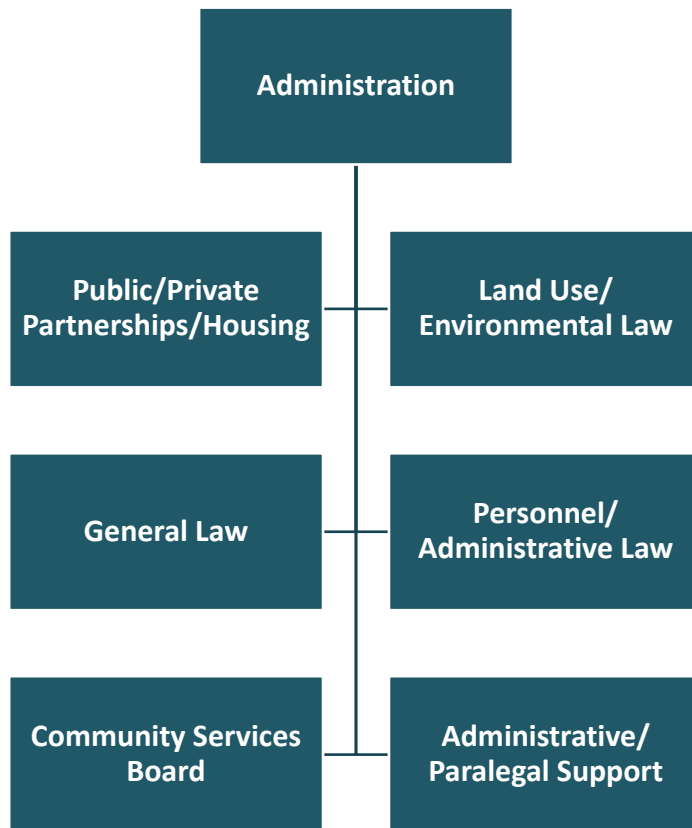 Administration
Public/Private
Partnerships/Housing
Land Use/
Environmental Law
General Law
Personnel/
Administrative Law
Community Services
Board
Administrative/
Paralegal Support